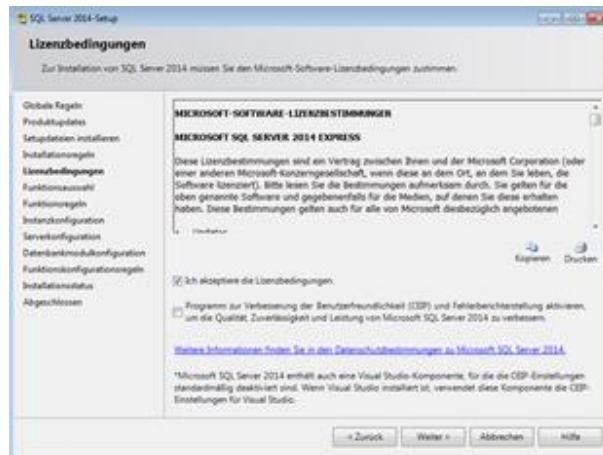 SQL Server 2014-Setup
Lizenzbedingungen
Zur Installation von SQL Server 2014 müssen Sie den Microsoft-Software-Lizenzbedingungen zustimmen.
Globale Regeln
Produktupdates
Setupdateien installieren
Installationsregeln
Lizenzbedingungen
Funktionsauswahl
Funktionsregeln
Instanzkonfiguration
Serverkonfiguration
Datenbankmodulkonfiguration
Funktionskonfigurationsregeln
Installationsstatus
Abgeschlossen
MICROSOFT-SOFTWARE-LIZENZBESTIMMUNGEN
MICROSOFT SQL SERVER 2014 EXPRESS
Diese Lizenzbestimmungen sind ein Vertrag zwischen Ihnen und der Microsoft Corporation (oder
einer anderen Microsoft-Konzerngesellschaft, wenn diese an dem Ort, an dem Sie leben, die
Software lizenziert). Bitte lesen Sie die Bestimmungen aufmerksam durch. Sie gelten für die
oben genannte Software und gegebenenfalls für die Medien, auf denen Sie diese erhalten
haben. Diese Bestimmungen gelten auch für alle von Microsoft diesbezüglich angebotenen
Updates
Kopieren Drucken
Ich akzeptiere die Lizenzbedingungen.
Programm zur Verbesserung der Benutzerfreundlichkeit (CEIP) und Fehlerberichterstattung aktivieren,
um die Qualität, Zuverlässigkeit und Leistung von Microsoft SQL Server 2014 zu verbessern.
Weitere Informationen finden Sie in den Datenschutzbestimmungen zu Microsoft SQL Server 2014.
*Microsoft SQL Server 2014 enthält auch eine Visual Studio-Komponente, für die die CEIP-Einstellungen
standardmäßig deaktiviert sind. Wenn Visual Studio installiert ist, verwendet diese Komponente die CEIP-
Einstellungen für Visual Studio.
< Zurück Weiter > Abbrechen Hilfe